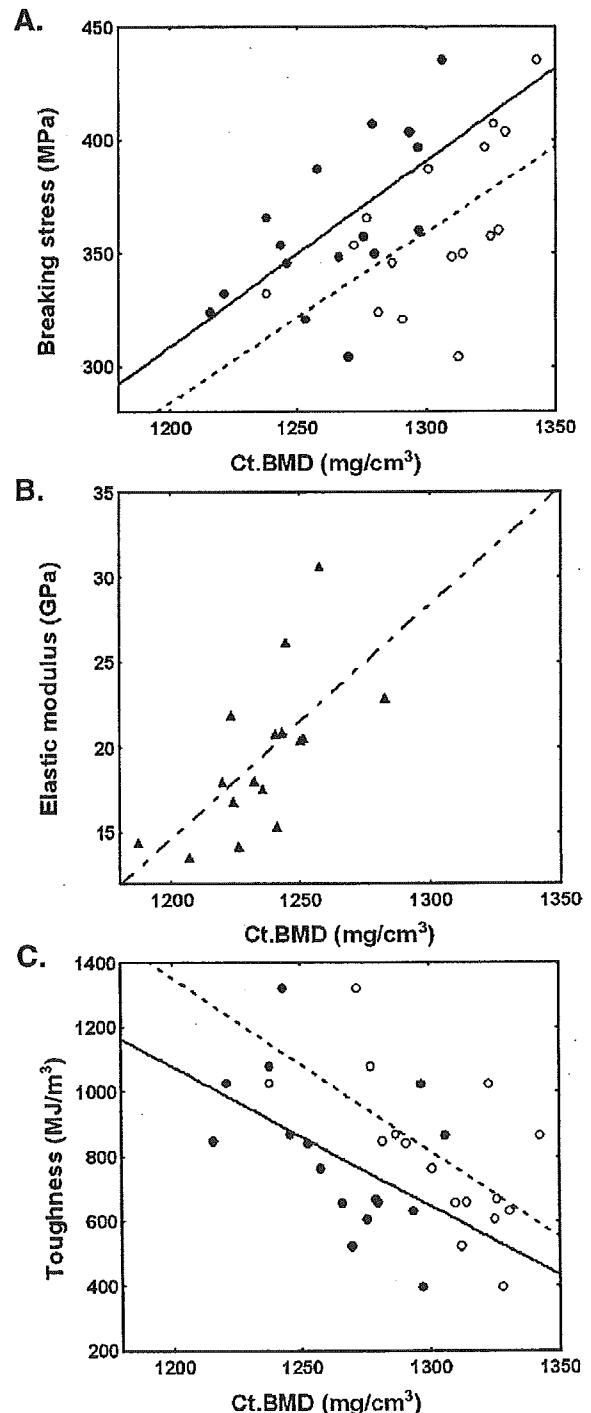 A.
450
400
350
300
Breaking stress (MPa)
1200 1250 1300 1350
Ct.BMD (mg/cm³)
B.
35
30
25
20
15
Elastic modulus (GPa)
1200 1250 1300 1350
Ct.BMD (mg/cm³)
C.
1400
1200
1000
800
600
400
200
Toughness (MJ/m³)
1200 1250 1300 1350
Ct.BMD (mg/cm³)